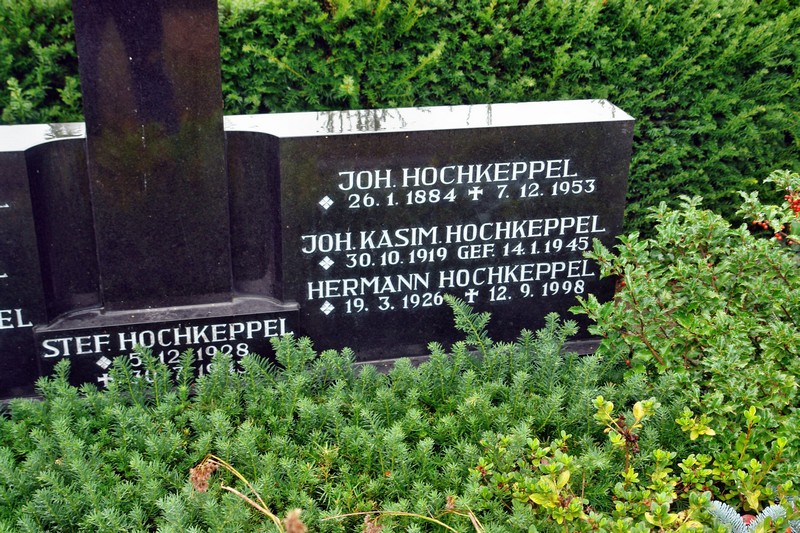 JOH. HOCHKEPPEL
❖ 26. 1. 1884 ✝ 7. 12. 1953
JOH. KASIM. HOCHKEPPEL
❖ 30. 10. 1919 GEF. 14. 1. 1945
HERMANN HOCHKEPPEL
❖ 19. 3. 1926 ✝ 12. 9. 1998
STEF HOCHKEPPEL
EL